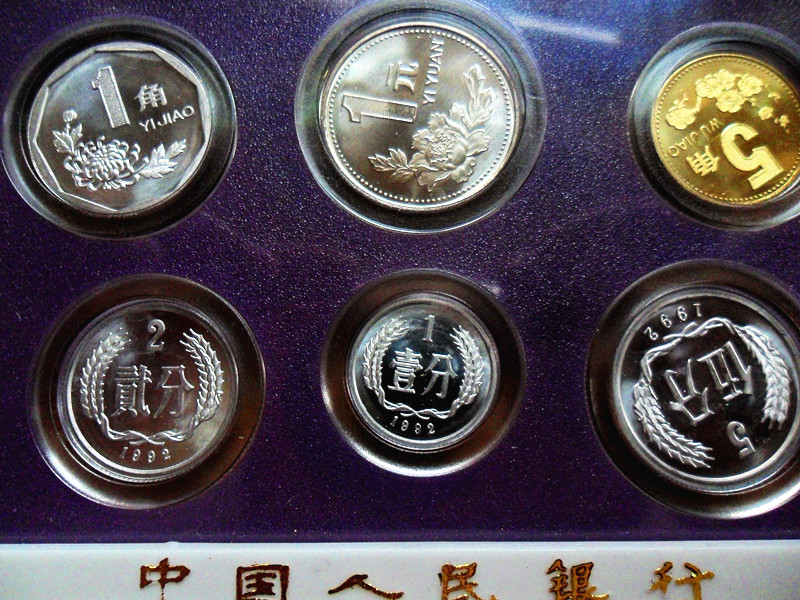 1角
YI JIAO
1元
YI YUAN
5角
WU JIAO
2
貳分
1992
1
壹分
1992
5
伍分
1992
中国人民银行